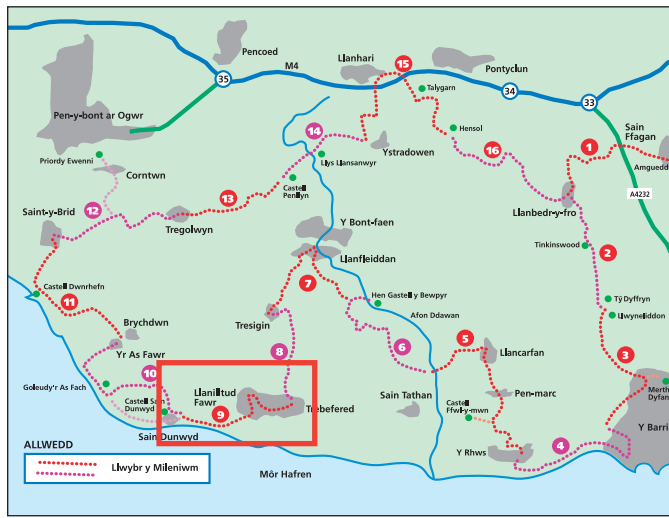 Pencoed
35
M4
Llanhari
15
Pontyclun
Talygarn
34
33
Pen-y-bont ar Ogwr
Sain
Ffagan
14
Hensol
1
Priordy Ewenni
Llys Llansanwyr
Ystradowen
16
Amguedd
Corntwn
Castell
Penllyn
A4232
13
Llanbedr-y-fro
Saint-y-Brid
12
Tregolwyn
Y Bont-faen
Tinkinswood
2
Llanfleiddan
Castell Dwnrhefn
7
Hen Gastell y Bewpyr
Tŷ Dyffryn
11
Afon Ddawan
Llwyneliddon
Brychdwn
Tresigin
5
Yr As Fawr
8
6
Llancarfan
3
10
Goleudy'r As Fach
Llanilltud
Fawr
Pen-marc
Merth
Dyfan
Castell San
Dunwyd
9
Trebefered
Sain Tathan
Castell
Ffwl-y-mwn
Sain Dunwyd
Y Barri
ALLWEDD
Y Rhws
4
Llwybr y Mileniwm
Môr Hafren